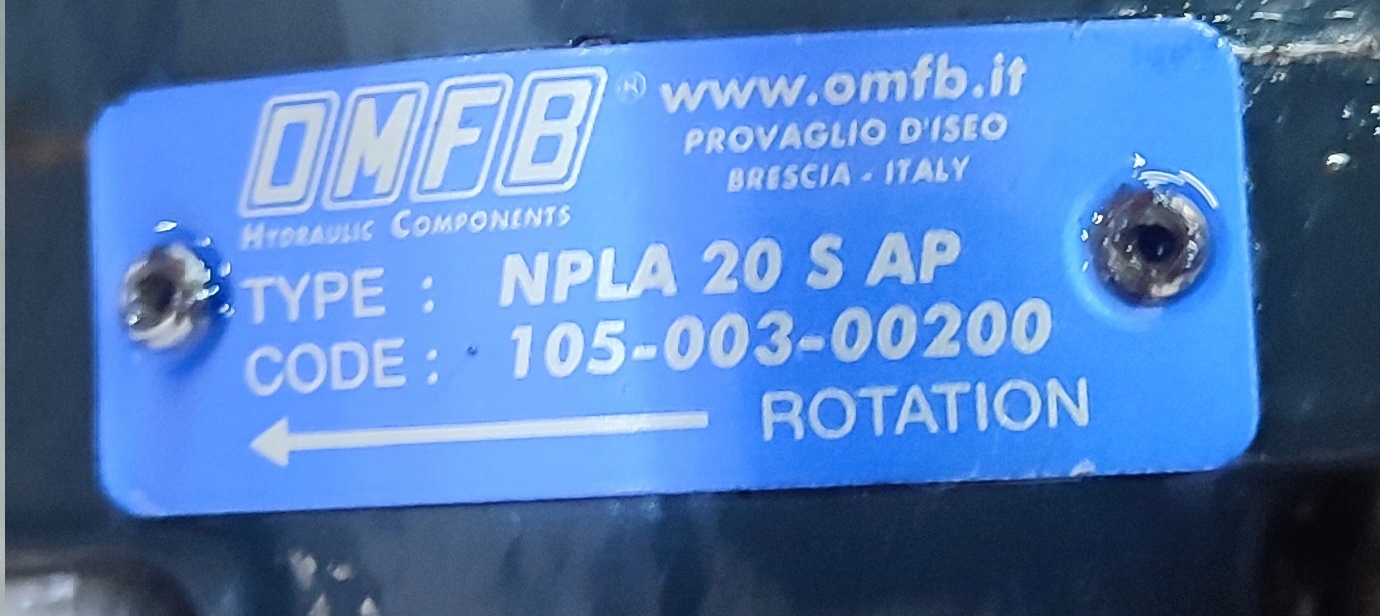 OMFB ® www.omfb.it
PROVAGLIO D'ISEO
BRESCIA - ITALY
HYDRAULIC COMPONENTS
TYPE : NPLA 20 S AP
CODE : 105-003-00200
ROTATION